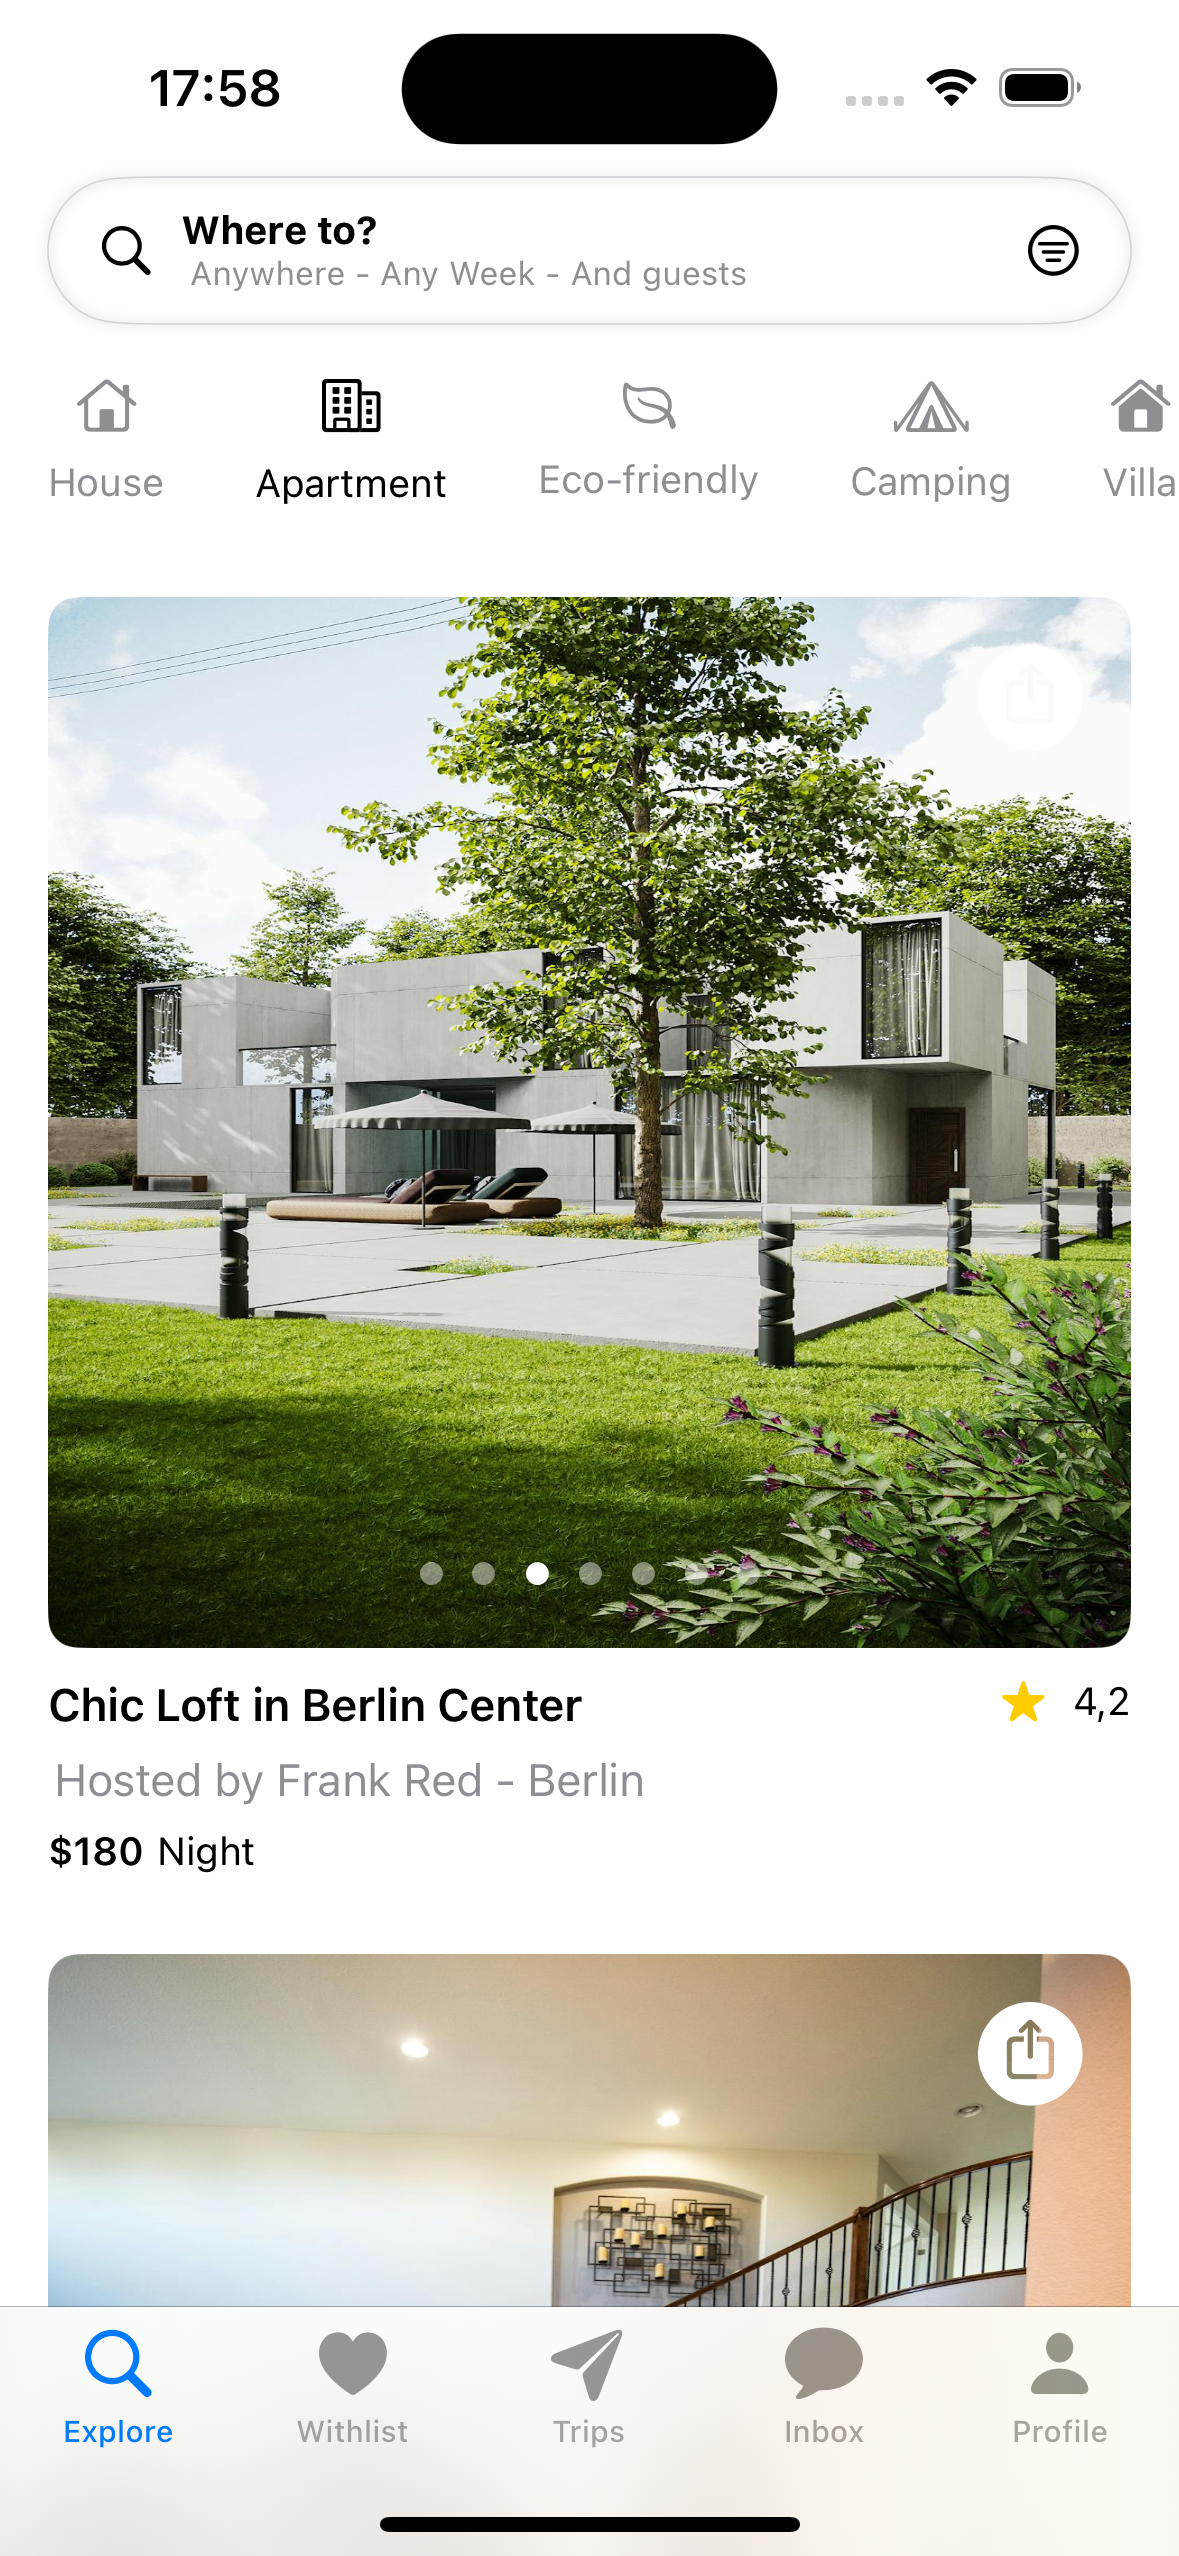 17:58
Where to?
Anywhere - Any Week - And guests
House
Apartment
Eco-friendly
Camping
Villa
Chic Loft in Berlin Center
4,2
Hosted by Frank Red - Berlin
$180 Night
Explore
Withlist
Trips
Inbox
Profile